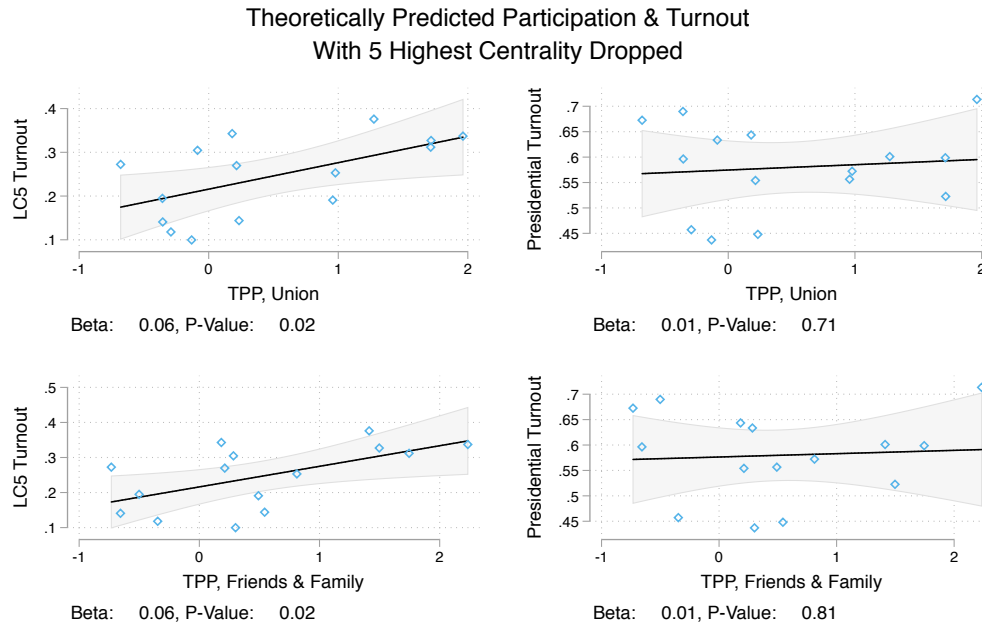 Theoretically Predicted Participation & Turnout
With 5 Highest Centrality Dropped
LC5 Turnout
.4
.3
.2
.1
-1 0 1 2
TPP, Union
Beta: 0.06, P-Value: 0.02
Presidential Turnout
.7
.65
.6
.55
.5
.45
-1 0 1 2
TPP, Union
Beta: 0.01, P-Value: 0.71
LC5 Turnout
.5
.4
.3
.2
.1
-1 0 1 2
TPP, Friends & Family
Beta: 0.06, P-Value: 0.02
Presidential Turnout
.7
.65
.6
.55
.5
.45
-1 0 1 2
TPP, Friends & Family
Beta: 0.01, P-Value: 0.81